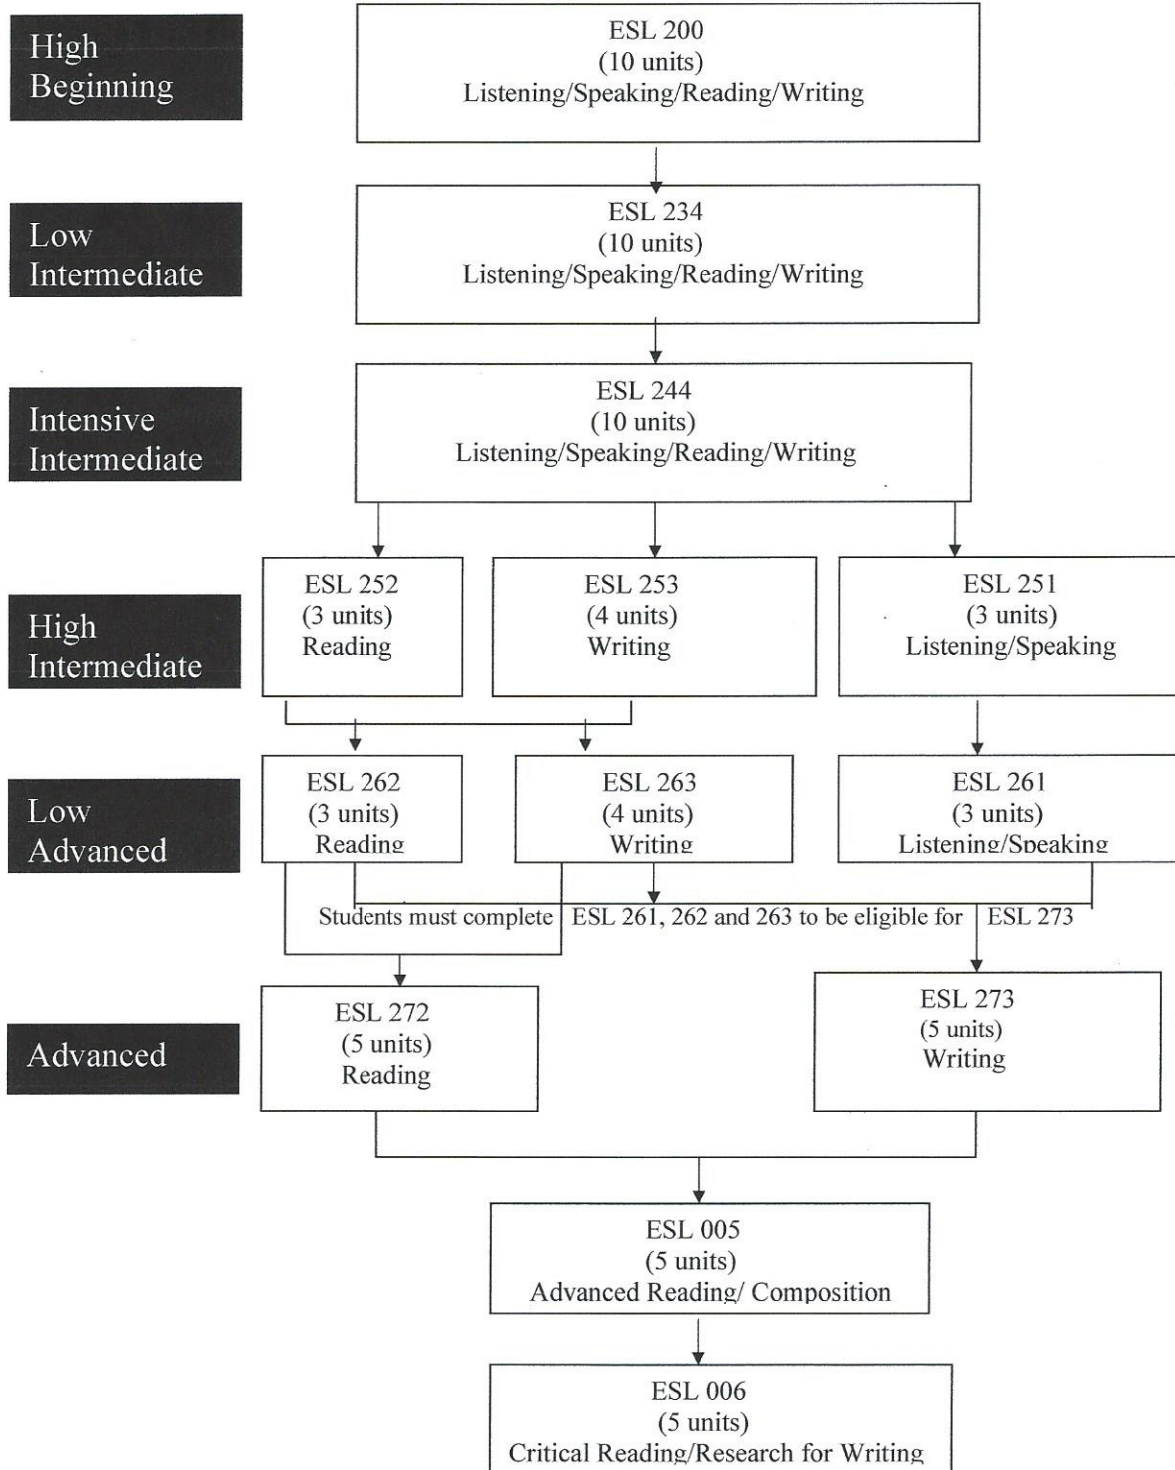 High
Beginning
ESL 200
(10 units)
Listening/Speaking/Reading/Writing
Low
Intermediate
ESL 234
(10 units)
Listening/Speaking/Reading/Writing
Intensive
Intermediate
ESL 244
(10 units)
Listening/Speaking/Reading/Writing
High
Intermediate
ESL 252
(3 units)
Reading
ESL 253
(4 units)
Writing
ESL 251
(3 units)
Listening/Speaking
Low
Advanced
ESL 262
(3 units)
Reading
ESL 263
(4 units)
Writing
ESL 261
(3 units)
Listening/Speaking
Students must complete ESL 261, 262 and 263 to be eligible for ESL 273
Advanced
ESL 272
(5 units)
Reading
ESL 273
(5 units)
Writing
ESL 005
(5 units)
Advanced Reading/ Composition
ESL 006
(5 units)
Critical Reading/Research for Writing